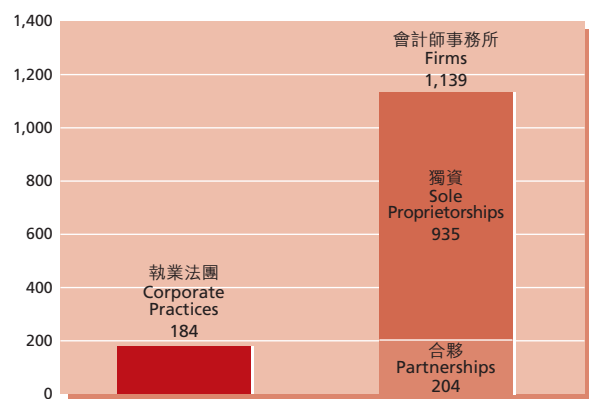 1,400
1,200
1,000
800
600
400
200
0
執業法團
Corporate
Practices
184
會計師事務所
Firms
1,139
獨資
Sole
Proprietorships
935
合夥
Partnerships
204